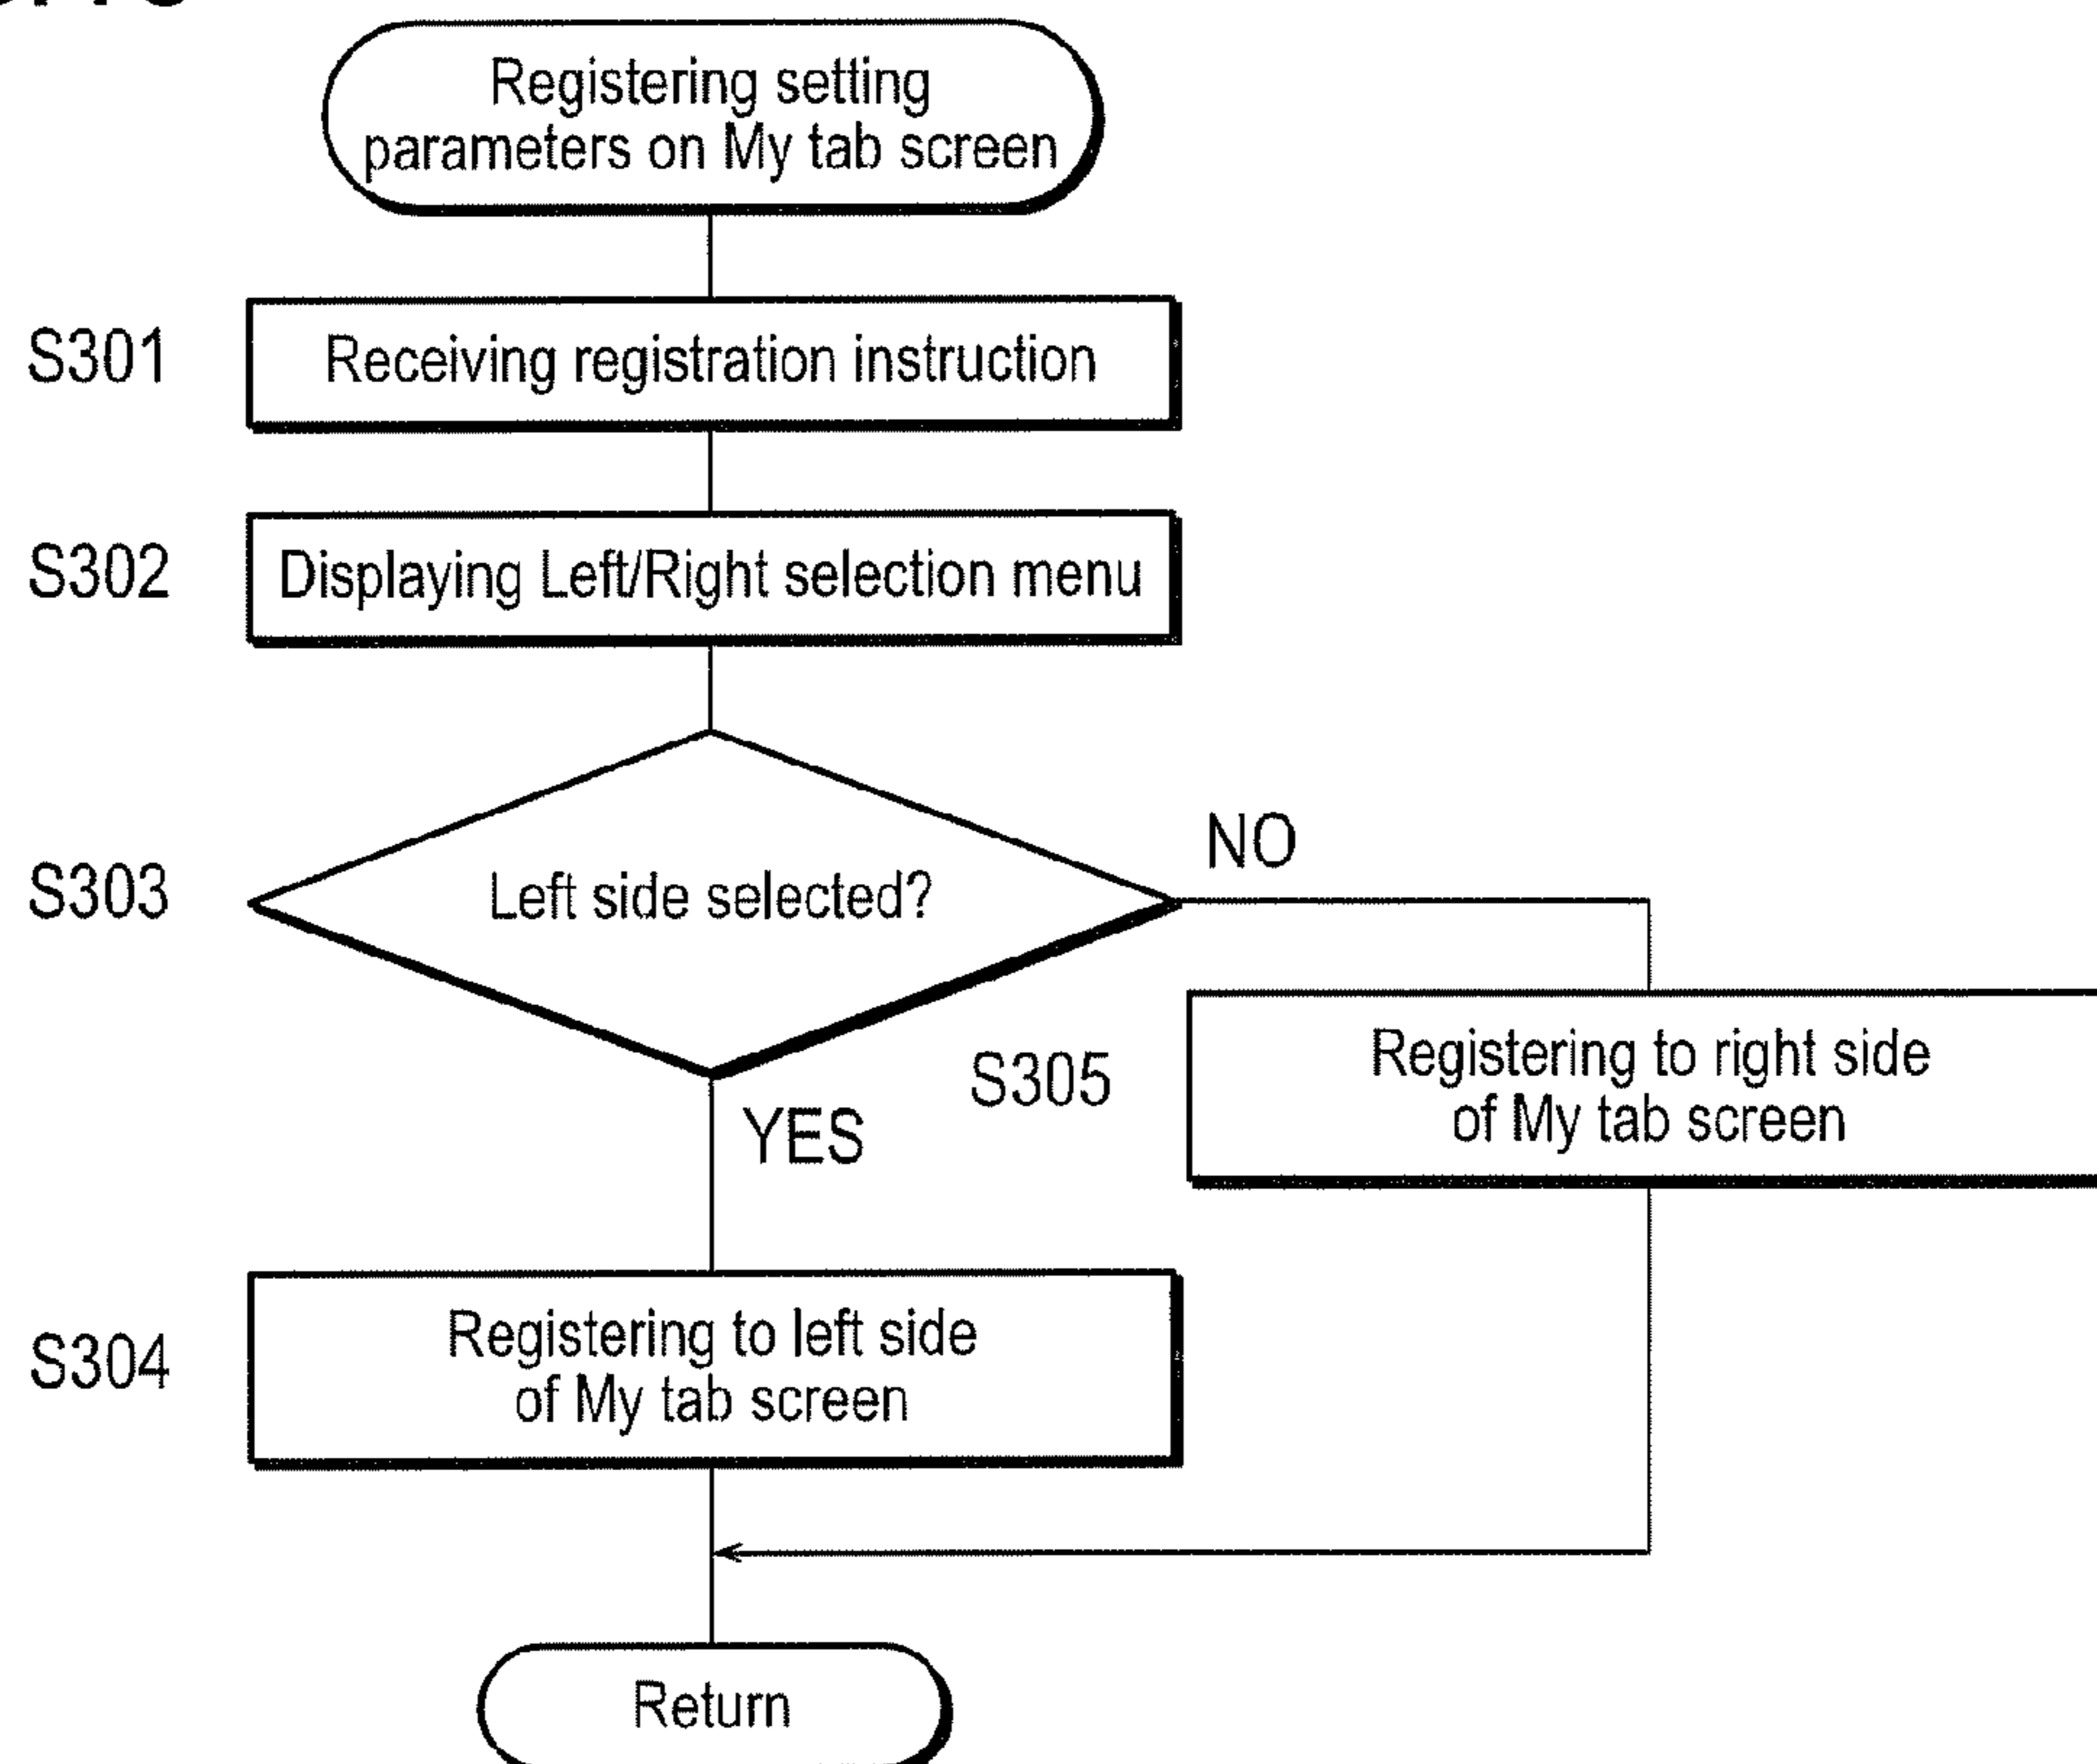 Registering setting
parameters on My tab screen
S301
Receiving registration instruction
S302
Displaying Left/Right selection menu
S303
Left side selected?
NO
YES
S305
Registering to right side
of My tab screen
S304
Registering to left side
of My tab screen
Return